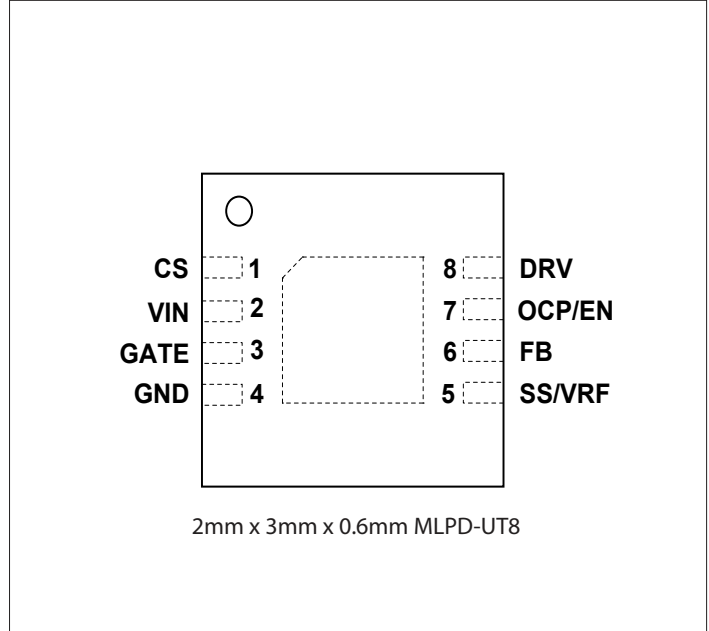 CS 1 8 DRV
VIN 2 7 OCP/EN
GATE 3 6 FB
GND 4 5 SS/VRF
2mm x 3mm x 0.6mm MLPD-UT8